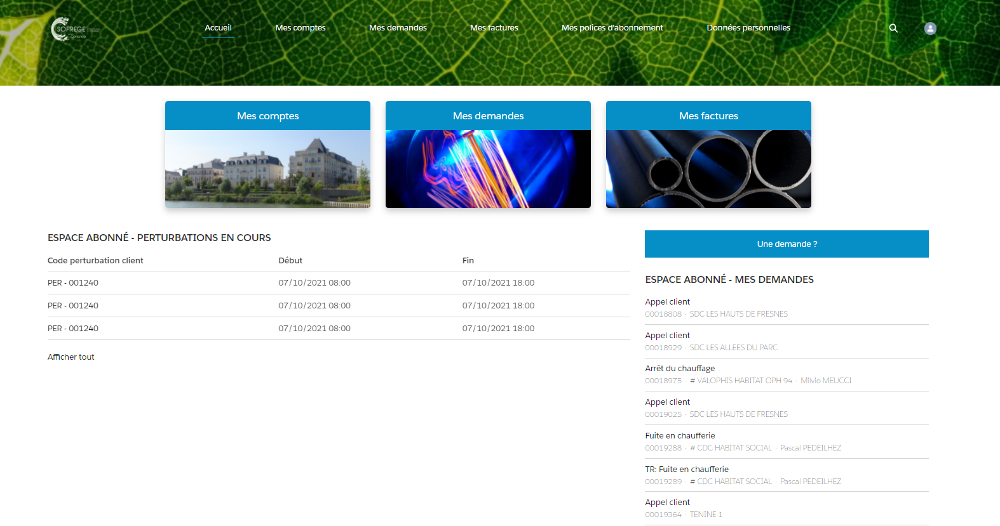 SOFREGE
Coriance
Accueil
Mes comptes
Mes demandes
Mes factures
Mes polices d'abonnement
Données personnelles
Mes comptes
Mes demandes
Mes factures
ESPACE ABONNÉ - PERTURBATIONS EN COURS
Code perturbation client Début Fin
PER - 001240 07/10/2021 08:00 07/10/2021 18:00
PER - 001240 07/10/2021 08:00 07/10/2021 18:00
PER - 001240 07/10/2021 08:00 07/10/2021 18:00
Afficher tout
Une demande ?
ESPACE ABONNÉ - MES DEMANDES
Appel client
00018808 · SDC LES HAUTS DE FRESNES
Appel client
00018929 · SDC LES ALLEES DU PARC
Arrêt du chauffage
00018975 · # VALOPHIS HABITAT OPH 94 · Milvio MEUCCI
Appel client
00019025 · SDC LES HAUTS DE FRESNES
Fuite en chaufferie
00019288 · # CDC HABITAT SOCIAL · Pascal PEDEILHEZ
TR: Fuite en chaufferie
00019289 · # CDC HABITAT SOCIAL · Pascal PEDEILHEZ
Appel client
00019364 · TENINE 1